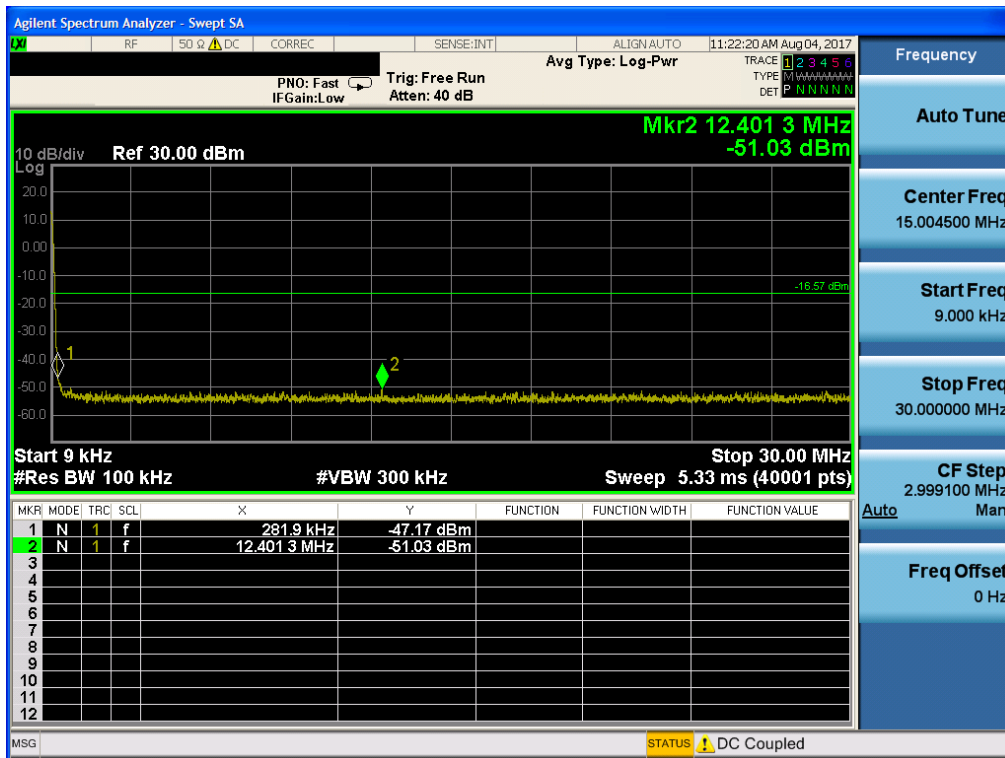 Agilent Spectrum Analyzer - Swept SA
LXI RF 50 Ω DC CORREC SENSE:INT ALIGN AUTO 11:22:20 AM Aug 04, 2017
Avg Type: Log-Pwr TRACE 1 2 3 4 5 6
PNO: Fast Trig: Free Run TYPE M WWWWW
IFGain:Low Atten: 40 dB DET P N N N N N
Mkr2 12.401 3 MHz
10 dB/div Ref 30.00 dBm -51.03 dBm
Log
20.0
10.0
0.00
-10.0
-16.57 dBm
-20.0
-30.0
-40.0
1
2
-50.0
-60.0
Start 9 kHz Stop 30.00 MHz
#Res BW 100 kHz #VBW 300 kHz Sweep 5.33 ms (40001 pts)
MKR MODE TRC SCL X Y FUNCTION FUNCTION WIDTH FUNCTION VALUE
1 N 1 f 281.9 kHz -47.17 dBm
2 N 1 f 12.401 3 MHz -51.03 dBm
3
4
5
6
7
8
9
10
11
12
MSG STATUS DC Coupled
Frequency
Auto Tune
Center Freq
15.004500 MHz
Start Freq
9.000 kHz
Stop Freq
30.000000 MHz
CF Step
2.999100 MHz
Auto Man
Freq Offset
0 Hz